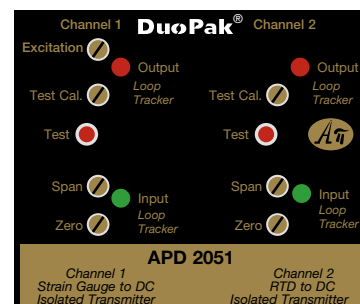 Channel 1 DuoPak® Channel 2
Excitation
Output Output
Test Cal. Loop Test Cal. Loop
Tracker Tracker
Test Test
Span Span
Input Input
Loop Loop
Zero Tracker Zero Tracker
APD 2051
Channel 1 Channel 2
Strain Gauge to DC RTD to DC
Isolated Transmitter Isolated Transmitter